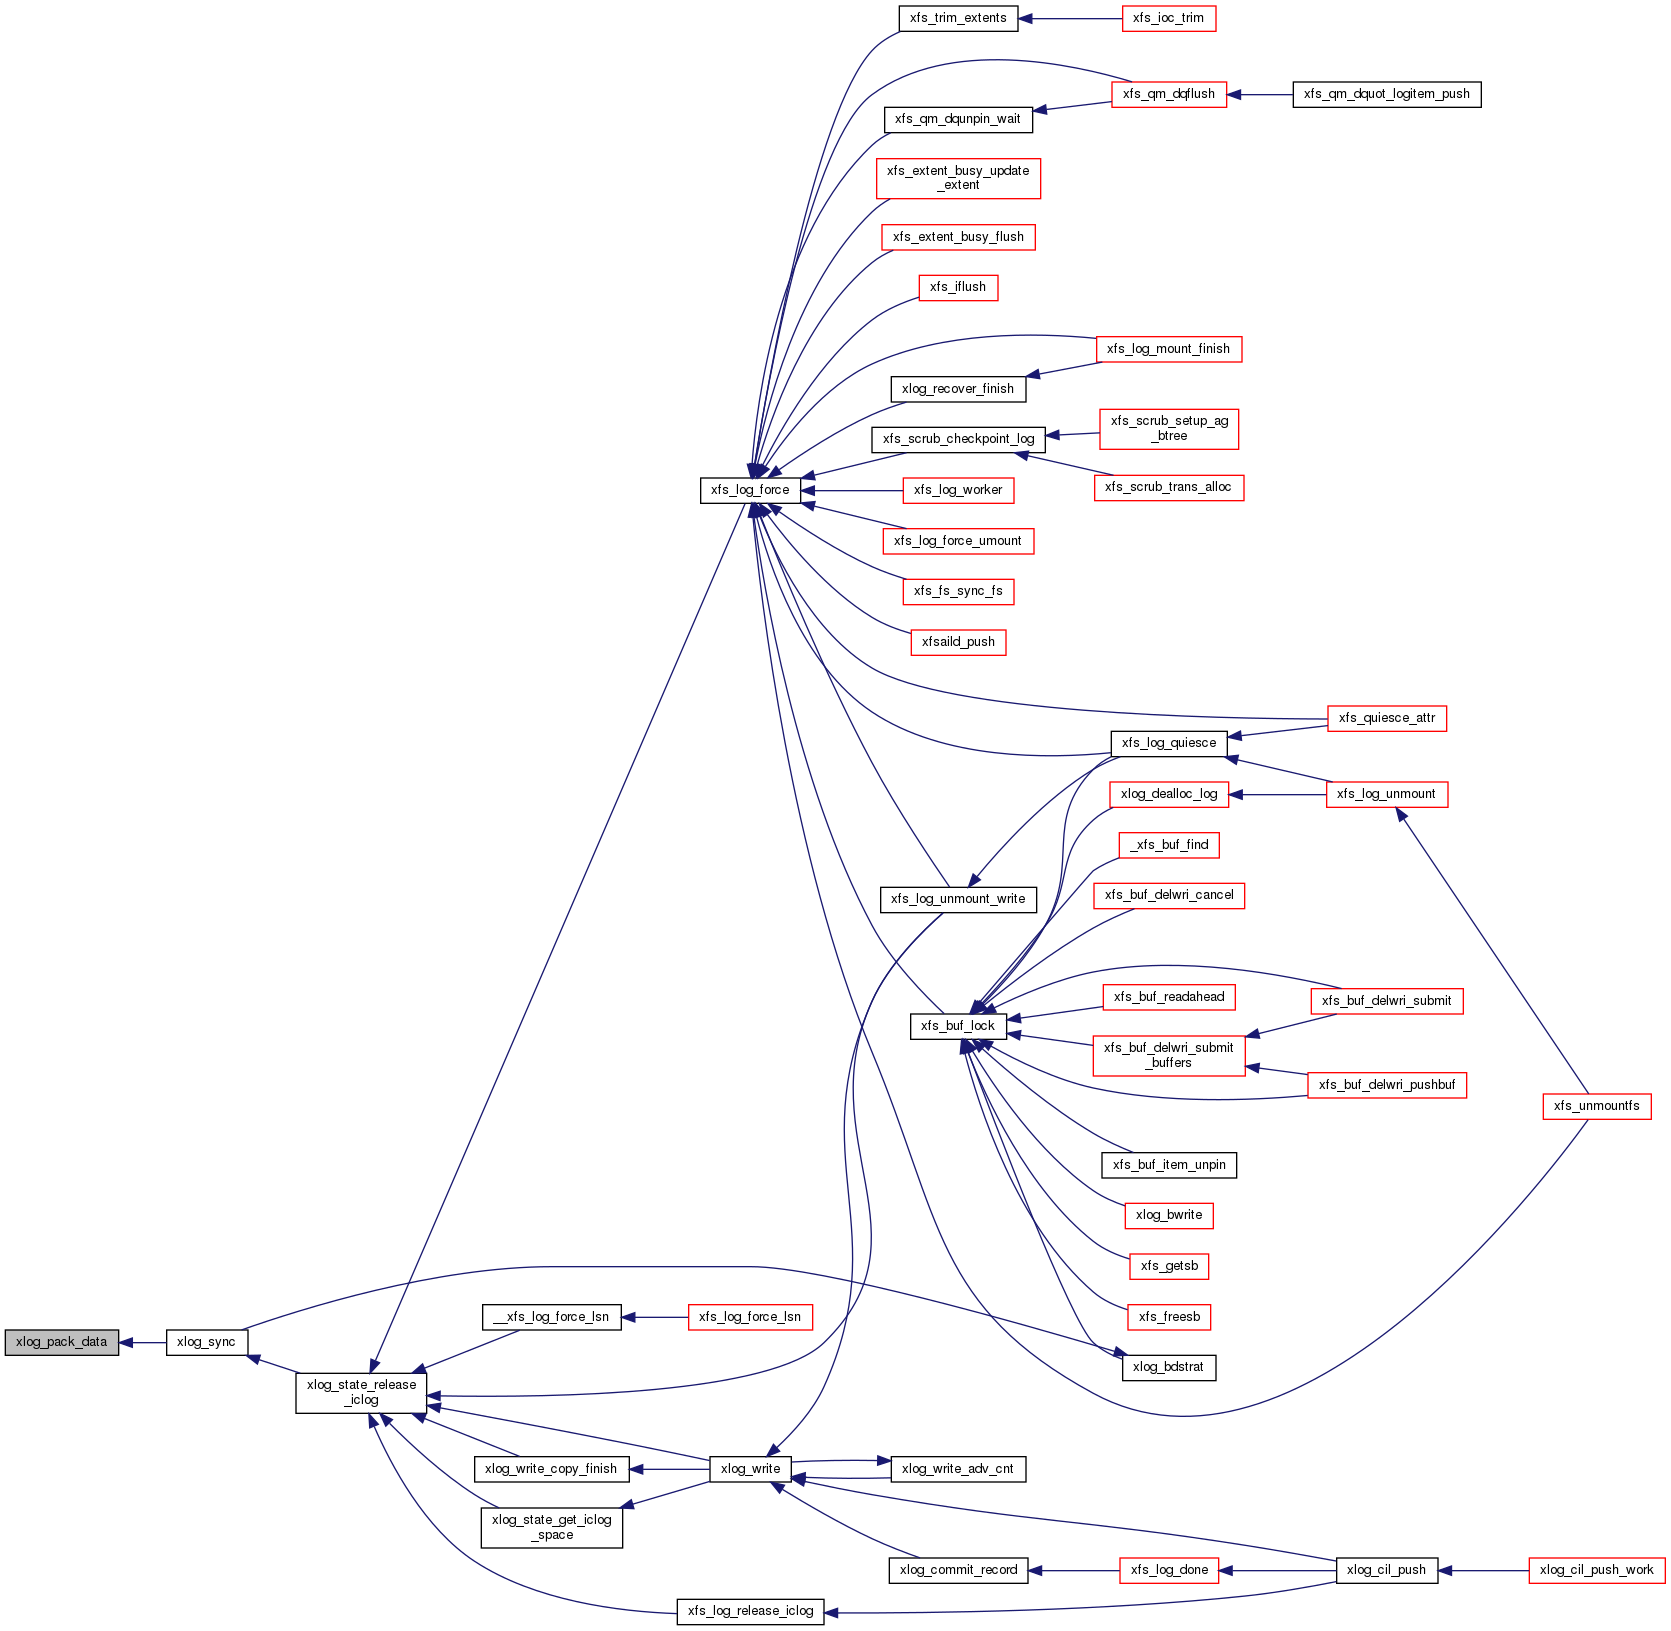 xfs_trim_extents
xfs_ioc_trim
xfs_qm_dqflush
xfs_qm_dquot_logitem_push
xfs_qm_dqunpin_wait
xfs_extent_busy_update
_extent
xfs_extent_busy_flush
xfs_iflush
xfs_log_mount_finish
xlog_recover_finish
xfs_scrub_checkpoint_log
xfs_scrub_setup_ag
_btree
xfs_log_force
xfs_log_worker
xfs_scrub_trans_alloc
xfs_log_force_umount
xfs_fs_sync_fs
xfsaild_push
xfs_quiesce_attr
xfs_log_quiesce
xlog_dealloc_log
xfs_log_unmount
_xfs_buf_find
xfs_log_unmount_write
xfs_buf_delwri_cancel
xfs_buf_readahead
xfs_buf_delwri_submit
xfs_buf_lock
xfs_buf_delwri_submit
_buffers
xfs_buf_delwri_pushbuf
xfs_unmountfs
xfs_buf_item_unpin
xlog_bwrite
xfs_getsb
xfs_freesb
__xfs_log_force_lsn
xfs_log_force_lsn
xlog_pack_data
xlog_sync
xlog_bdstrat
xlog_state_release
_iclog
xlog_write_copy_finish
xlog_write
xlog_write_adv_cnt
xlog_state_get_iclog
_space
xlog_commit_record
xfs_log_done
xlog_cil_push
xlog_cil_push_work
xfs_log_release_iclog